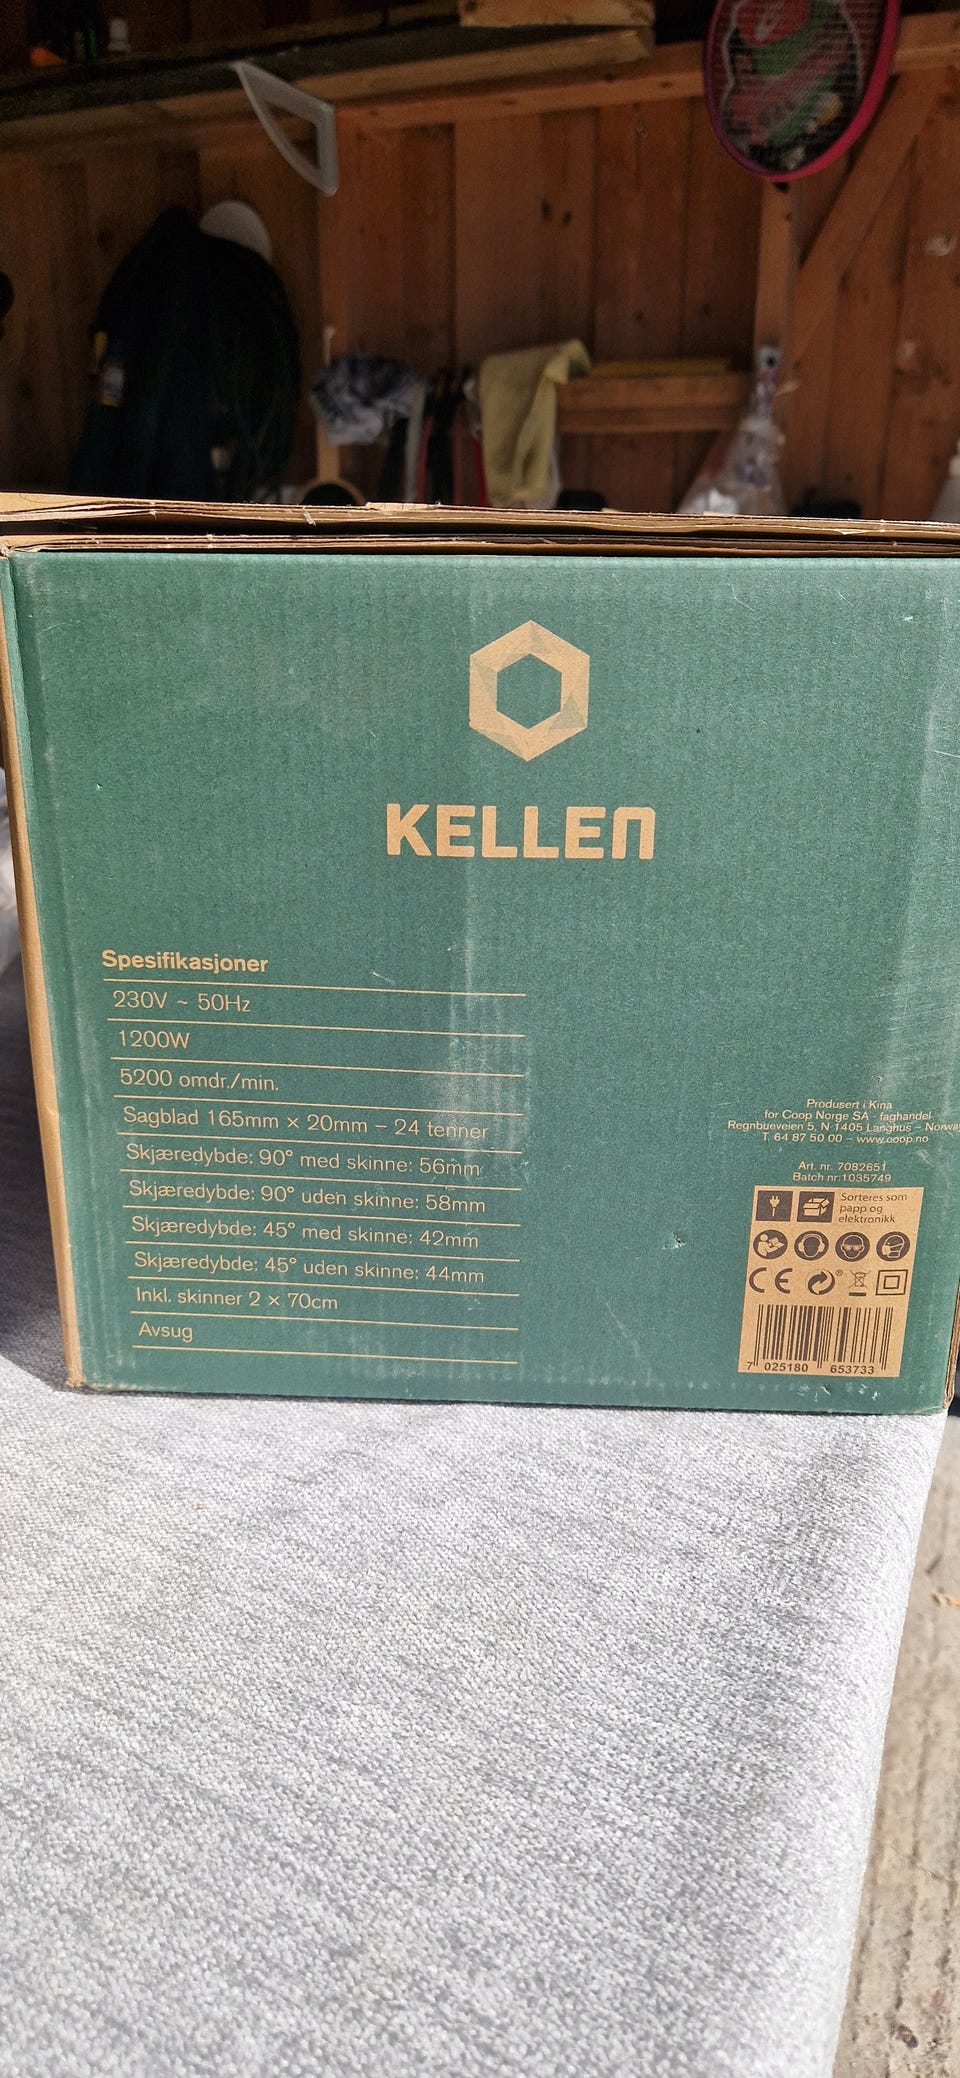 KELLEN
Spesifikasjoner
230V ~ 50Hz
1200W
5200 omdr./min.
Sagblad 165mm × 20mm – 24 tenner
Skjæredybde: 90° med skinne: 56mm
Skjæredybde: 90° uden skinne: 58mm
Skjæredybde: 45° med skinne: 42mm
Skjæredybde: 45° uden skinne: 44mm
Inkl. skinner 2 × 70cm
Avsug
Produsert i Kina
for Coop Norge SA - faghandel
Regnbueveien 5, N 1405 Langhus – Norway
T. 64 87 50 00 – www.coop.no
Art. nr. 7082651
Batch nr:1035749
Sorteres som
papp og
elektronikk
CE
7 025180 653733